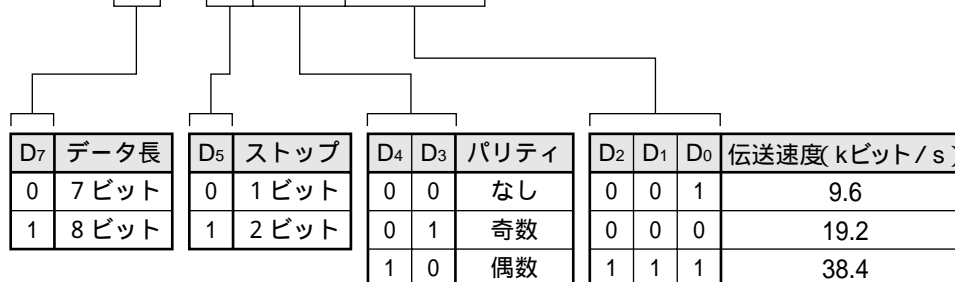 D7 データ長 D5 ストップ D4 D3 パリティ D2 D1 D0 伝送速度(kビット/s)
0 7ビット 0 1ビット 0 0 なし 0 0 1 9.6
1 8ビット 1 2ビット 0 1 奇数 0 0 0 19.2
1 0 偶数 1 1 1 38.4